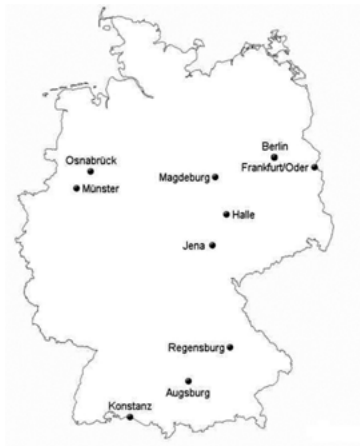 Berlin
Osnabrück
Frankfurt/Oder
Magdeburg
Münster
Halle
Jena
Regensburg
Augsburg
Konstanz